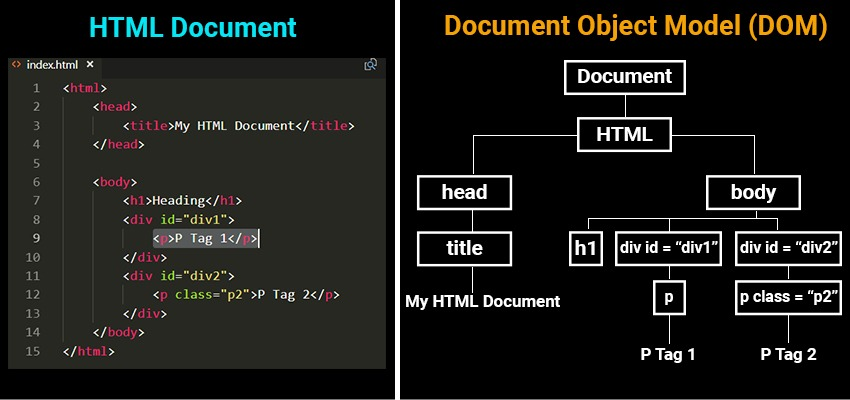 HTML Document
index.html ×
1 <html>
2     <head>
3         <title>My HTML Document</title>
4     </head>
5
6     <body>
7         <h1>Heading</h1>
8         <div id="div1">
9             <p>P Tag 1</p>
10         </div>
11         <div id="div2">
12             <p class="p2">P Tag 2</p>
13         </div>
14     </body>
15 </html>
Document Object Model (DOM)
Document
HTML
head body
title h1 div id = “div1” div id = “div2”
My HTML Document p p class = “p2”
P Tag 1 P Tag 2